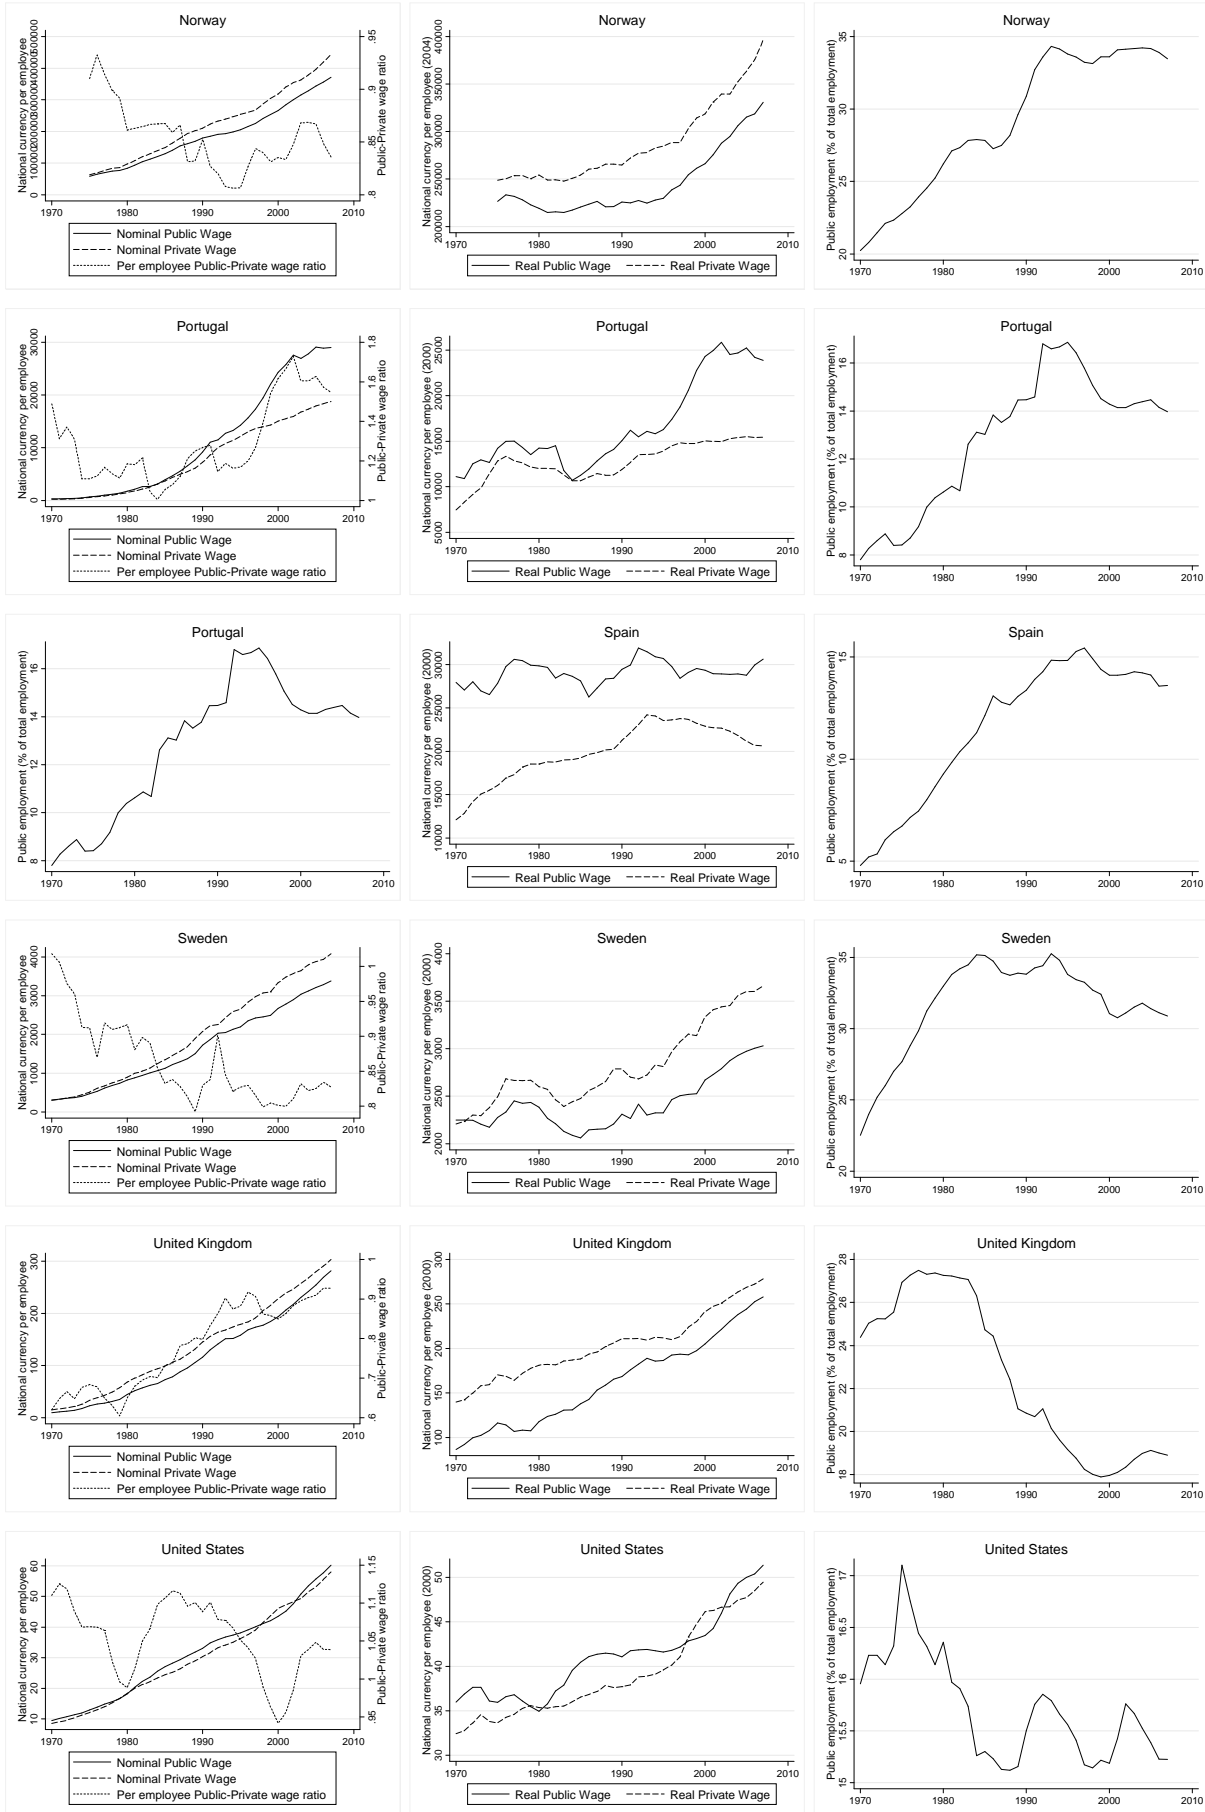 Norway
National currency per employee
0 100000 200000 300000 400000 500000
Public-Private wage ratio
.8 .85 .9 .95
1970 1980 1990 2000 2010
Nominal Public Wage
Nominal Private Wage
Per employee Public-Private wage ratio
Norway
National currency per employee (2004)
200000 250000 300000 350000 400000
1970 1980 1990 2000 2010
Real Public Wage Real Private Wage
Norway
Public employment (% of total employment)
20 25 30 35
1970 1980 1990 2000 2010
Portugal
National currency per employee
0 10000 20000 30000
Public-Private wage ratio
1 1.2 1.4 1.6 1.8
1970 1980 1990 2000 2010
Nominal Public Wage
Nominal Private Wage
Per employee Public-Private wage ratio
Portugal
National currency per employee (2000)
5000 10000 15000 20000 25000
1970 1980 1990 2000 2010
Real Public Wage Real Private Wage
Portugal
Public employment (% of total employment)
8 10 12 14 16
1970 1980 1990 2000 2010
Portugal
Public employment (% of total employment)
8 10 12 14 16
1970 1980 1990 2000 2010
Spain
National currency per employee (2000)
10000 15000 20000 25000 30000
1970 1980 1990 2000 2010
Real Public Wage Real Private Wage
Spain
Public employment (% of total employment)
5 10 15
1970 1980 1990 2000 2010
Sweden
National currency per employee
0 1000 2000 3000 4000
Public-Private wage ratio
.8 .85 .9 .95 1
1970 1980 1990 2000 2010
Nominal Public Wage
Nominal Private Wage
Per employee Public-Private wage ratio
Sweden
National currency per employee (2000)
2000 2500 3000 3500 4000
1970 1980 1990 2000 2010
Real Public Wage Real Private Wage
Sweden
Public employment (% of total employment)
20 25 30 35
1970 1980 1990 2000 2010
United Kingdom
National currency per employee
0 100 200 300
Public-Private wage ratio
.6 .7 .8 .9 1
1970 1980 1990 2000 2010
Nominal Public Wage
Nominal Private Wage
Per employee Public-Private wage ratio
United Kingdom
National currency per employee (2000)
100 150 200 250 300
1970 1980 1990 2000 2010
Real Public Wage Real Private Wage
United Kingdom
Public employment (% of total employment)
18 20 22 24 26 28
1970 1980 1990 2000 2010
United States
National currency per employee
10 20 30 40 50 60
Public-Private wage ratio
.95 1 1.05 1.1 1.15
1970 1980 1990 2000 2010
Nominal Public Wage
Nominal Private Wage
Per employee Public-Private wage ratio
United States
National currency per employee (2000)
30 35 40 45 50
1970 1980 1990 2000 2010
Real Public Wage Real Private Wage
United States
Public employment (% of total employment)
15 15.5 16 16.5 17
1970 1980 1990 2000 2010